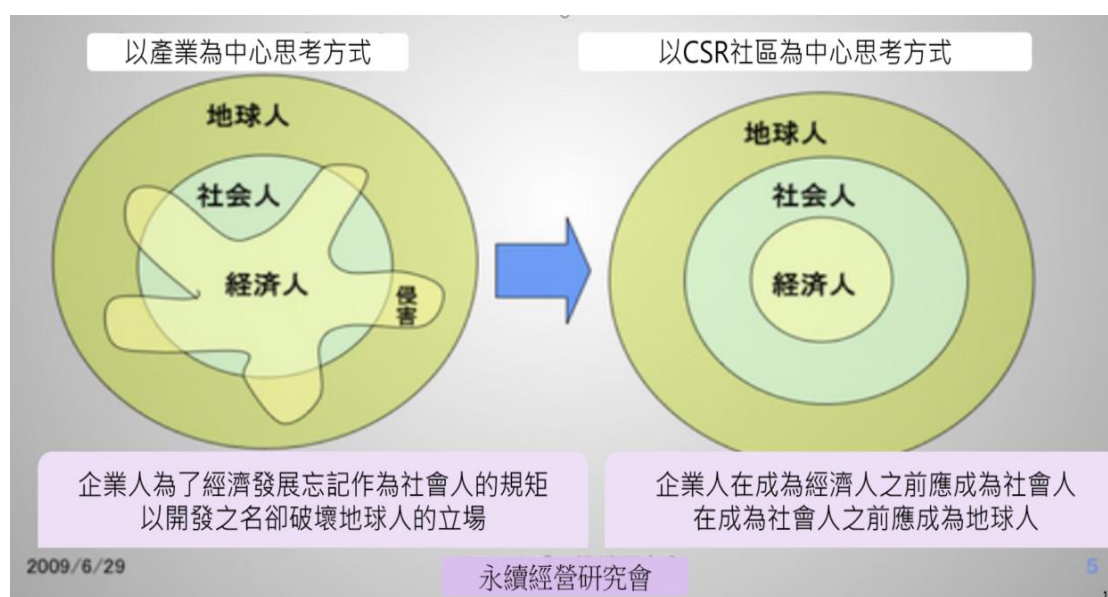 以產業為中心思考方式
地球人
社会人
経済人
侵害
企業人為了經濟發展忘記作為社會人的規矩
以開發之名卻破壞地球人的立場
以CSR社區為中心思考方式
地球人
社会人
経済人
企業人在成為經濟人之前應成為社會人
在成為社會人之前應成為地球人
2009/6/29
永續經營研究會
5